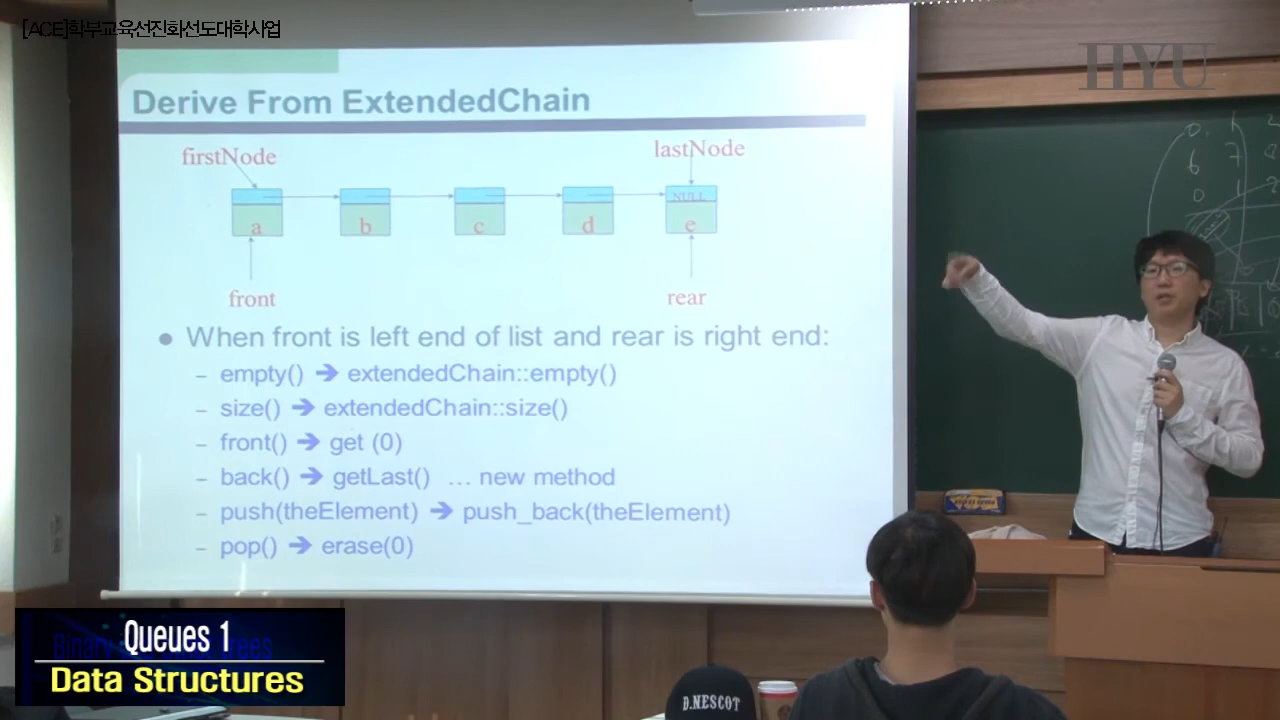 [ACE]학부교육선진화선도대학사업
HYU
Derive From ExtendedChain
firstNode
lastNode
NULL
a
b
c
d
e
front
rear
When front is left end of list and rear is right end:
– empty() ➔ extendedChain::empty()
– size() ➔ extendedChain::size()
– front() ➔ get (0)
– back() ➔ getLast() … new method
– push(theElement) ➔ push_back(theElement)
– pop() ➔ erase(0)
Queues 1
Data Structures
D.NESCOT